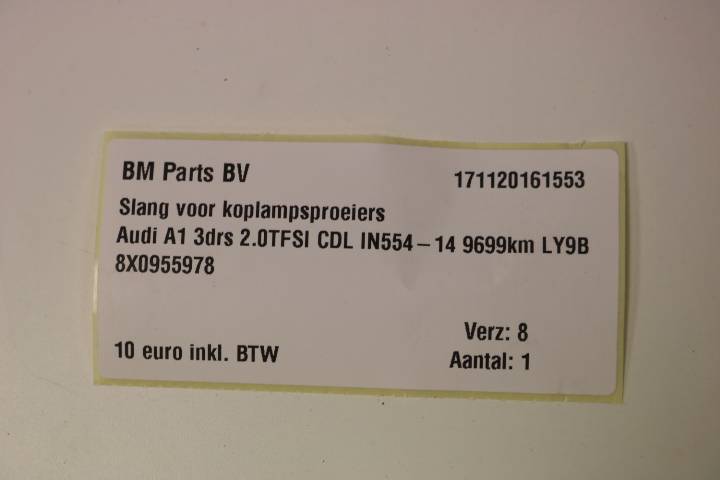 BM Parts BV 171120161553
Slang voor koplampsproeiers
Audi A1 3drs 2.0TFSI CDL IN554-14 9699km LY9B
8X0955978
Verz: 8
10 euro inkl. BTW Aantal: 1